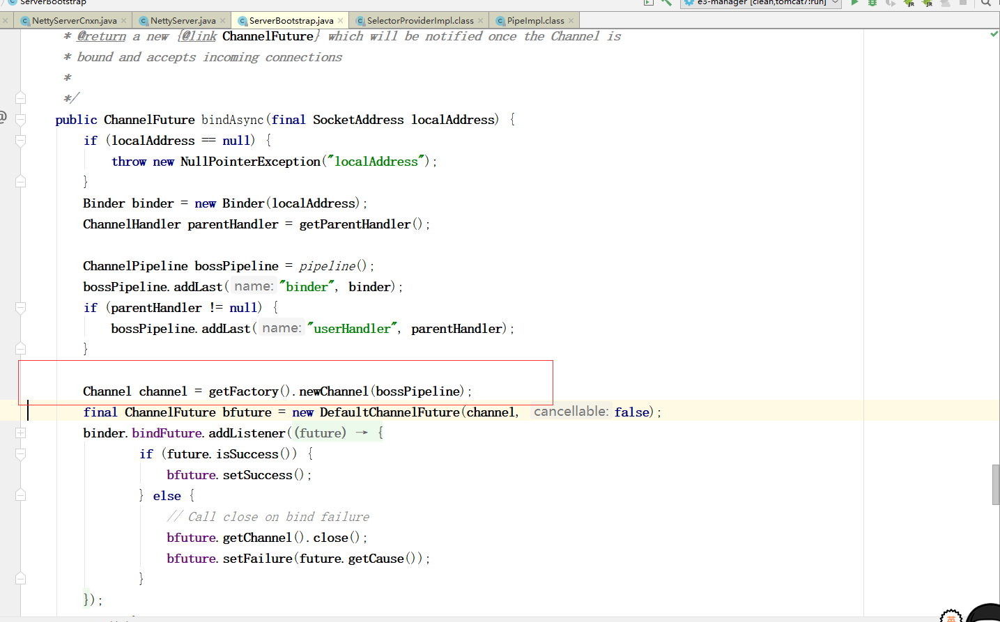 ServerBootstrap
e3-manager [clean,tomcat7:run]
NettyServerCnxn.java × NettyServer.java × ServerBootstrap.java × SelectorProviderImpl.class × PipeImpl.class ×
* @return a new {@link ChannelFuture} which will be notified once the Channel is
* bound and accepts incoming connections
*
*/
public ChannelFuture bindAsync(final SocketAddress localAddress) {
if (localAddress == null) {
throw new NullPointerException("localAddress");
}
Binder binder = new Binder(localAddress);
ChannelHandler parentHandler = getParentHandler();
ChannelPipeline bossPipeline = pipeline();
bossPipeline.addLast( name: "binder", binder);
if (parentHandler != null) {
bossPipeline.addLast( name: "userHandler", parentHandler);
}
Channel channel = getFactory().newChannel(bossPipeline);
final ChannelFuture bfuture = new DefaultChannelFuture(channel, cancellable: false);
binder.bindFuture.addListener((future) → {
if (future.isSuccess()) {
bfuture.setSuccess();
} else {
// Call close on bind failure
bfuture.getChannel().close();
bfuture.setFailure(future.getCause());
}
});
英